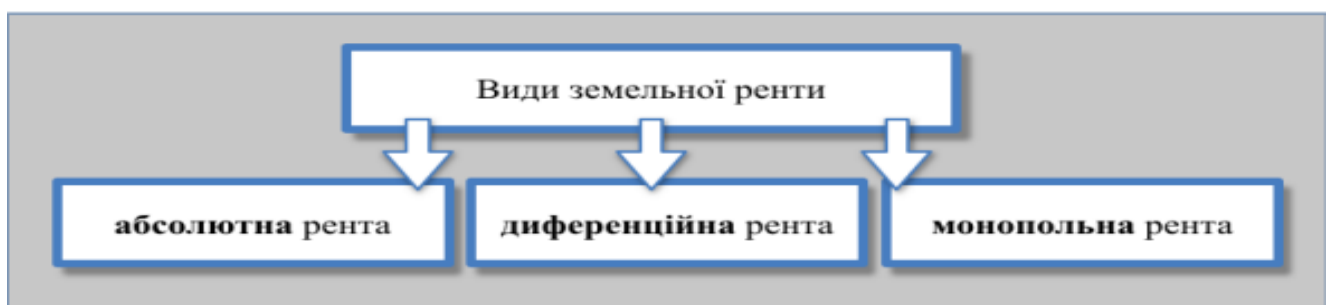 Види земельної ренти
абсолютна рента
диференційна рента
монопольна рента